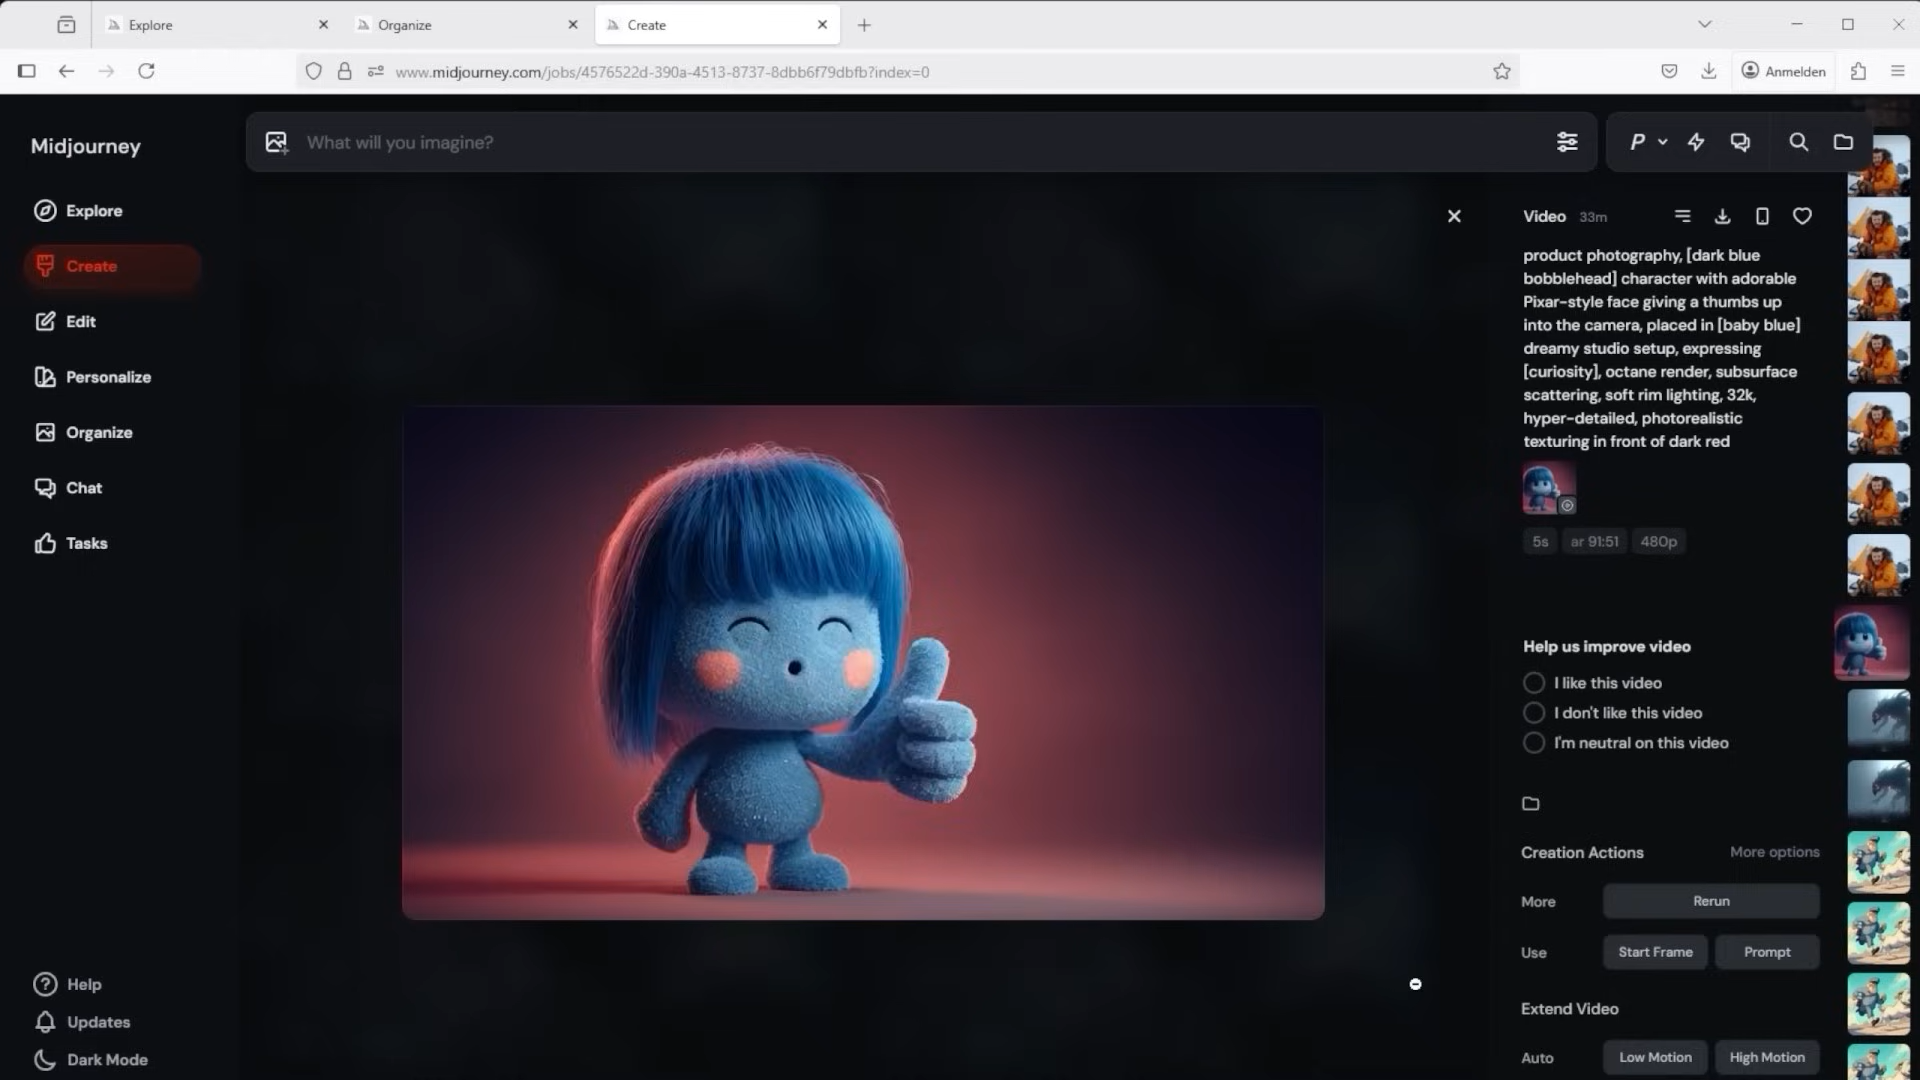 Explore
Organize
Create
www.midjourney.com/jobs/4576522d-390a-4513-8737-8dbb6f79dbfb?index=0
Anmelden
Midjourney
What will you imagine?
P
Explore
Create
Edit
Personalize
Organize
Chat
Tasks
Help
Updates
Dark Mode
Video 33m
product photography, [dark blue
bobblehead] character with adorable
Pixar-style face giving a thumbs up
into the camera, placed in [baby blue]
dreamy studio setup, expressing
[curiosity], octane render, subsurface
scattering, soft rim lighting, 32k,
hyper-detailed, photorealistic
texturing in front of dark red
5s ar 91:51 480p
Help us improve video
I like this video
I don't like this video
I'm neutral on this video
Creation Actions More options
More Rerun
Use Start Frame Prompt
Extend Video
Auto Low Motion High Motion